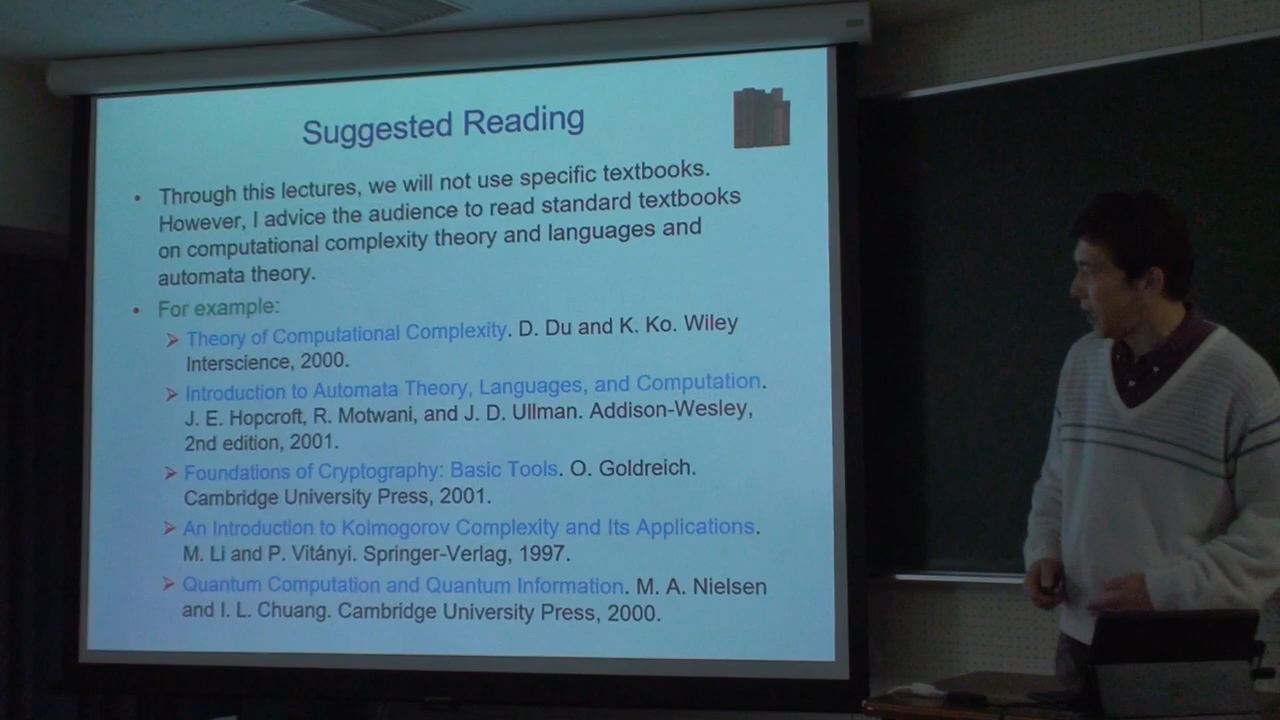 Suggested Reading
• Through this lectures, we will not use specific textbooks.
However, I advice the audience to read standard textbooks
on computational complexity theory and languages and
automata theory.
• For example:
➢ Theory of Computational Complexity. D. Du and K. Ko. Wiley
Interscience, 2000.
➢ Introduction to Automata Theory, Languages, and Computation.
J. E. Hopcroft, R. Motwani, and J. D. Ullman. Addison-Wesley,
2nd edition, 2001.
➢ Foundations of Cryptography: Basic Tools. O. Goldreich.
Cambridge University Press, 2001.
➢ An Introduction to Kolmogorov Complexity and Its Applications.
M. Li and P. Vitányi. Springer-Verlag, 1997.
➢ Quantum Computation and Quantum Information. M. A. Nielsen
and I. L. Chuang. Cambridge University Press, 2000.